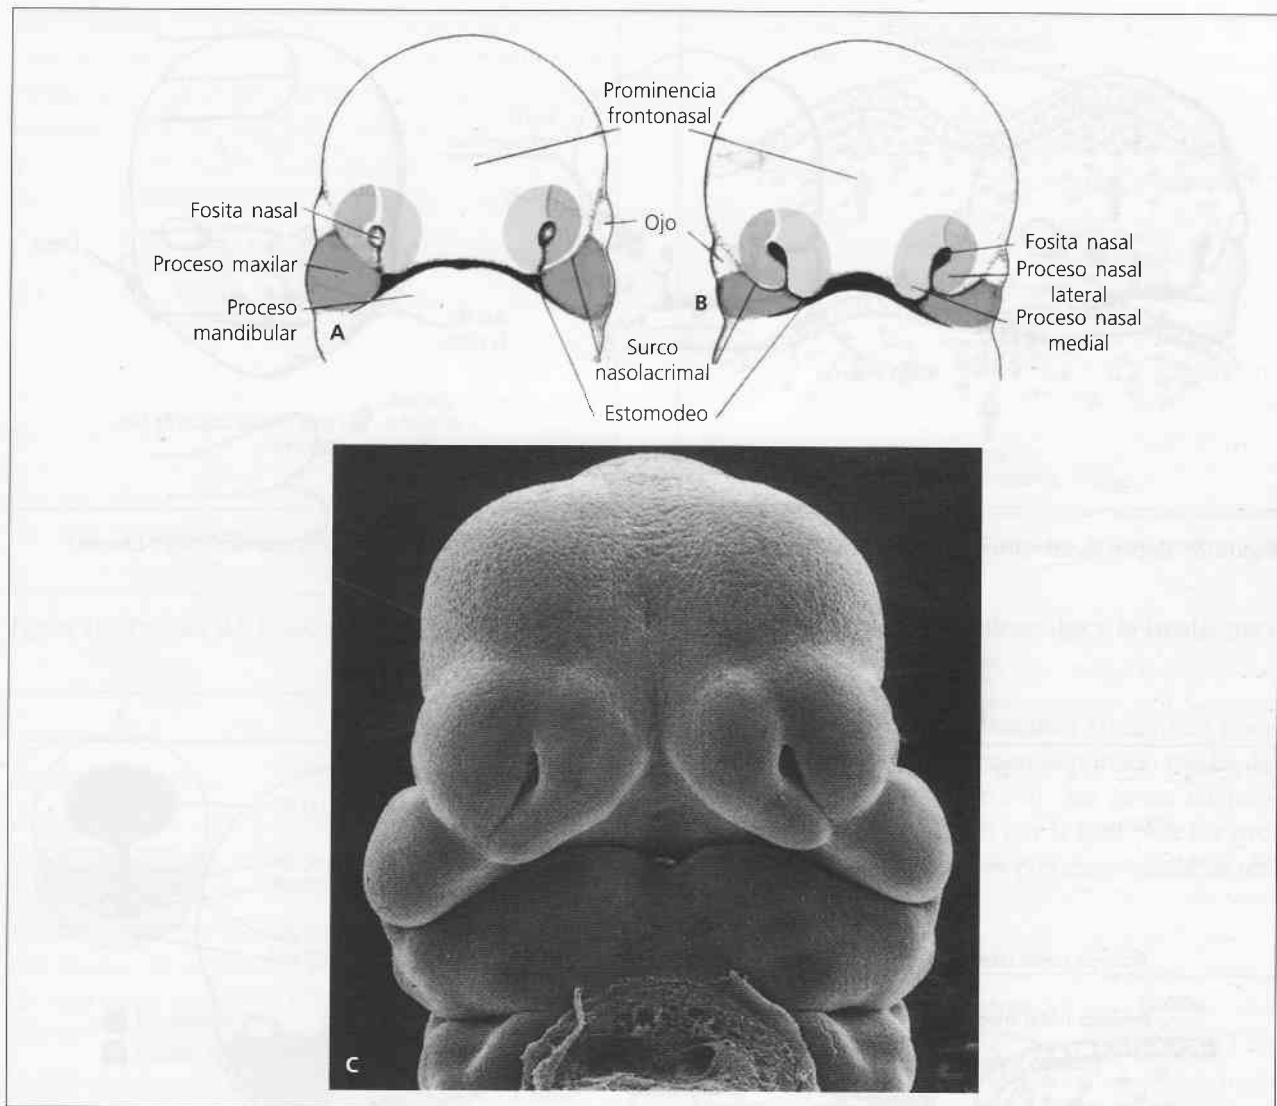 Prominencia
frontonasal
Fosita nasal
Proceso maxilar
Proceso
mandibular
A
Ojo
Surco
nasolacrimal
Estomodeo
B
Fosita nasal
Proceso nasal
lateral
Proceso nasal
medial
C